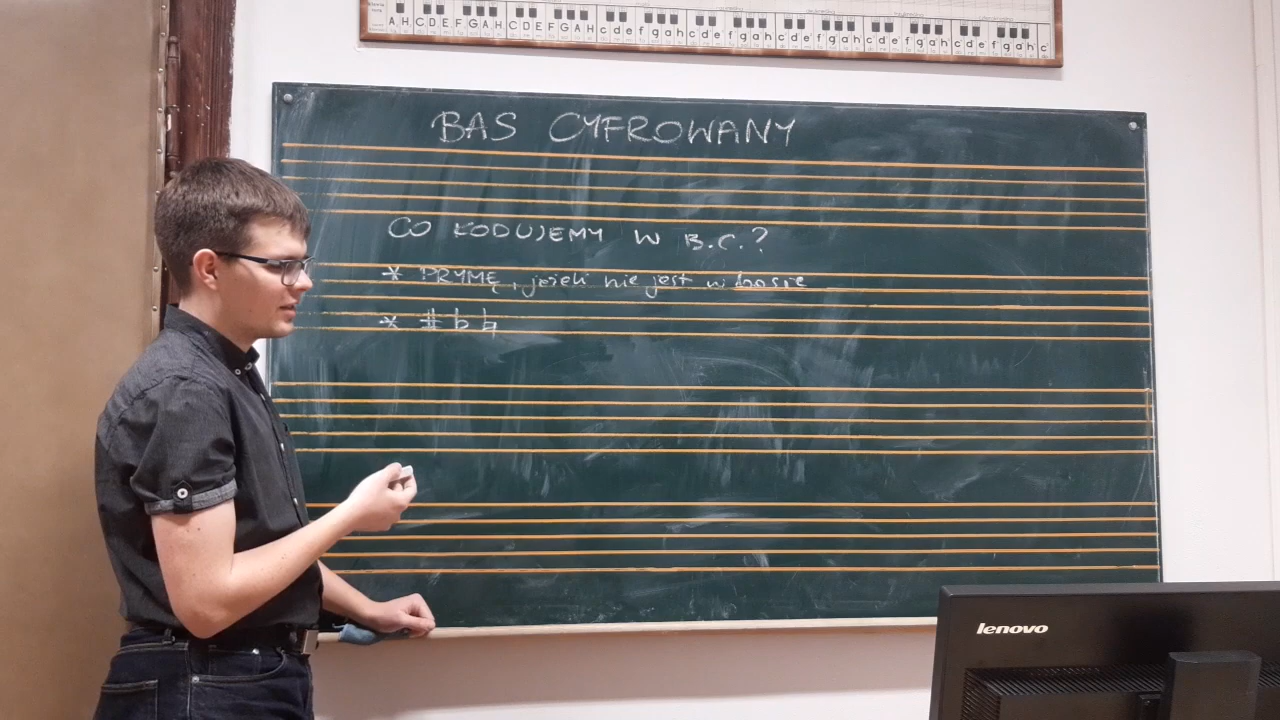 A H C D E F G A H C D E F G A H C D E F G A H c d e f g a h c d e f g a h c d e f g a h c d e f g a h c d e f g a h c
BAS CYFROWANY
CO KODUJEMY W B.C.?
* PRYMĘ, jeżeli nie jest w basie
* # b ♮
lenovo